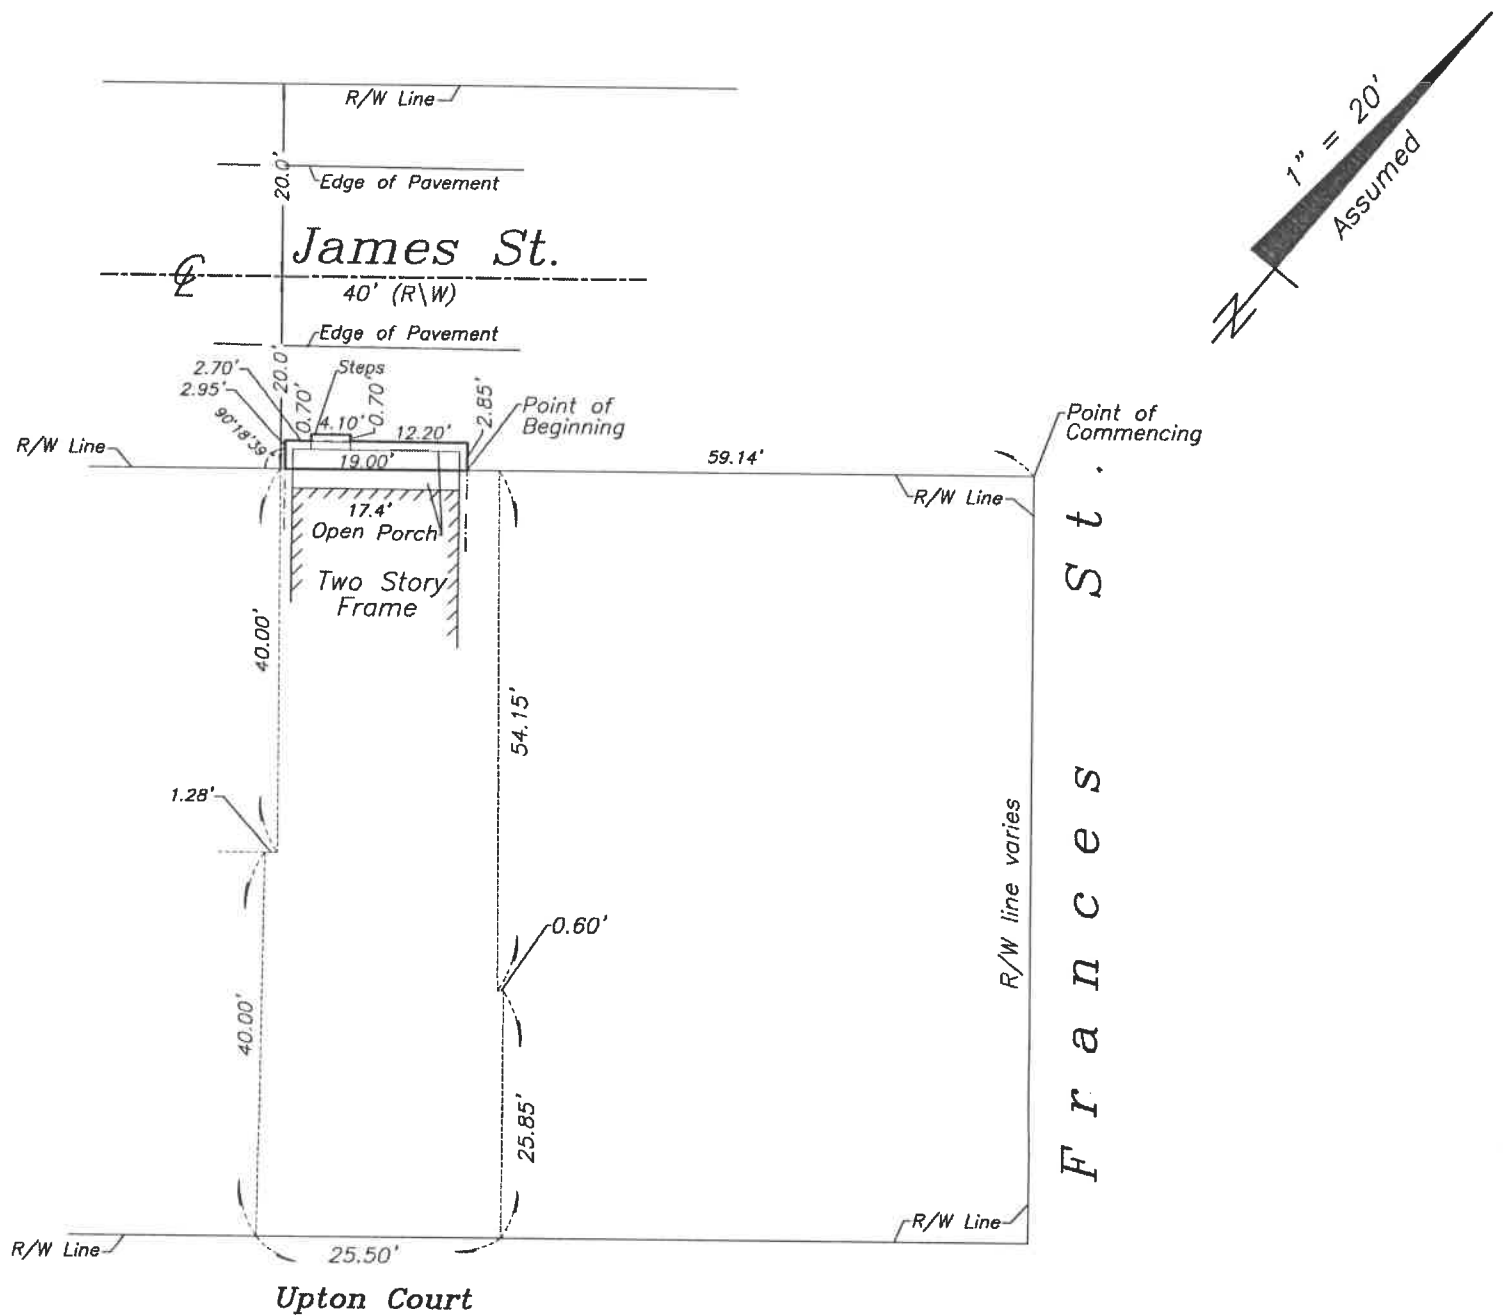 R/W Line
1" = 20'
Assumed
N
20.0'
Edge of Pavement
James St.
℄
40' (R\W)
Edge of Pavement
20.0'
2.70'
2.95'
90°18'39"
0.70'
Steps
4.10'
0.70'
12.20'
2.85'
Point of
Beginning
Point of
Commencing
R/W Line
19.00'
59.14'
R/W Line
17.4'
Open Porch
Two Story
Frame
40.00'
54.15'
1.28'
0.60'
40.00'
25.85'
R/W line varies
Frances St.
R/W Line
R/W Line
25.50'
Upton Court